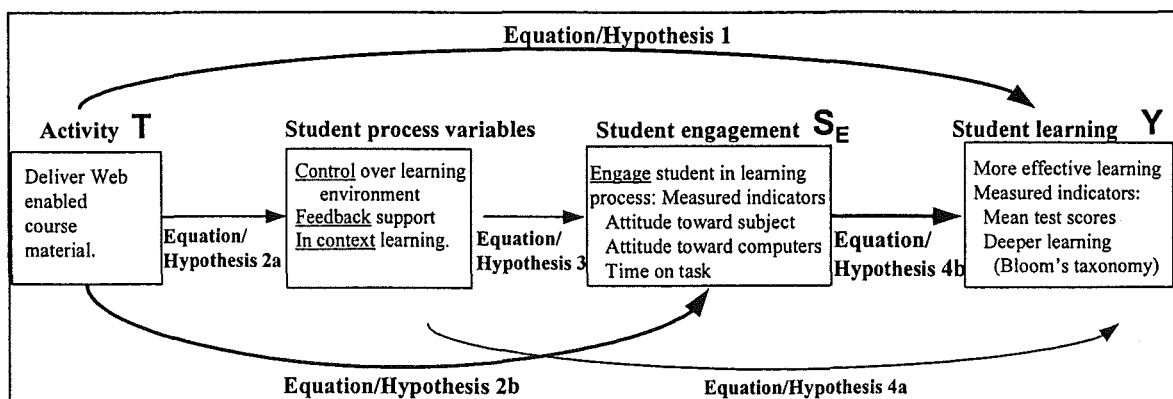 Equation/Hypothesis 1
Activity T
Student process variables
Student engagement SE
Student learning Y
Deliver Web
enabled
course
material.
Equation/
Hypothesis 2a
Control over learning
environment
Feedback support
In context learning.
Equation/
Hypothesis 3
Engage student in learning
process: Measured indicators
Attitude toward subject
Attitude toward computers
Time on task
Equation/
Hypothesis 4b
More effective learning
Measured indicators:
Mean test scores
Deeper learning
(Bloom's taxonomy)
Equation/Hypothesis 2b
Equation/Hypothesis 4a